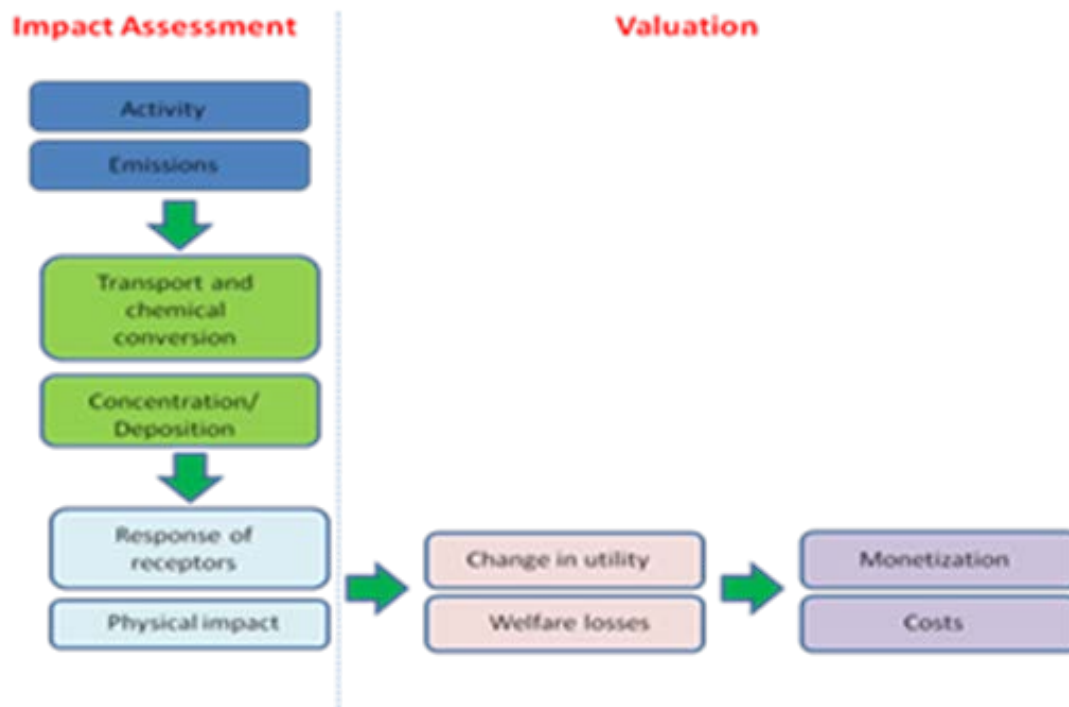 Impact Assessment
Valuation
Activity
Emissions
Transport and
chemical
conversion
Concentration/
Deposition
Response of
receptors
Physical impact
Change in utility
Welfare losses
Monetization
Costs